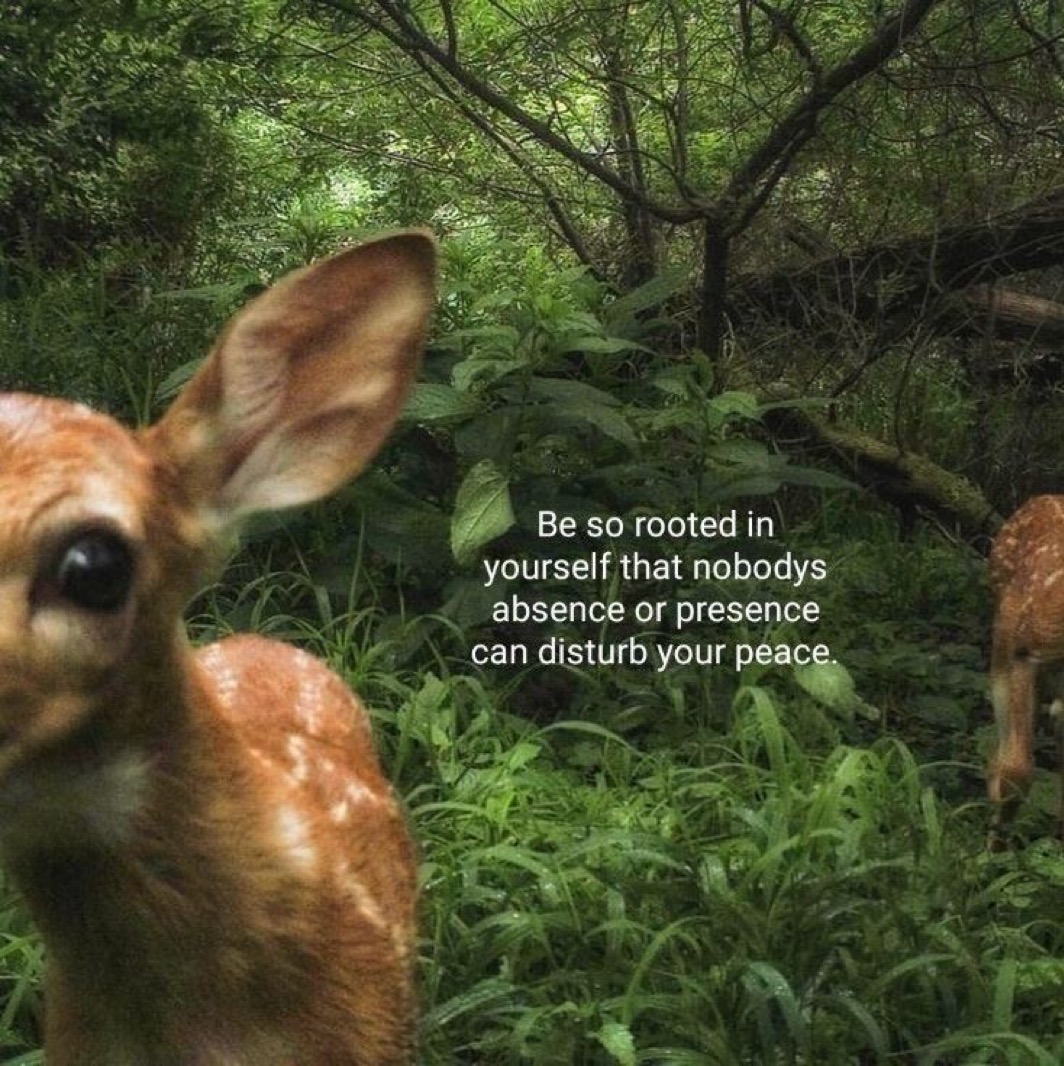 Be so rooted in
yourself that nobodys
absence or presence
can disturb your peace.